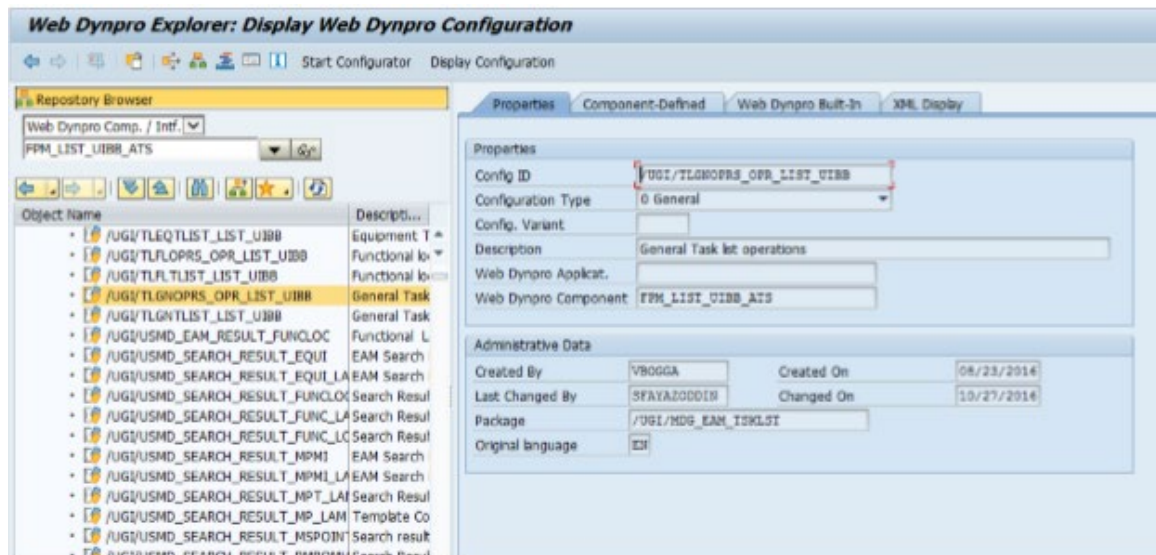 Web Dynpro Explorer: Display Web Dynpro Configuration
Start Configurator Display Configuration
Repository Browser
Web Dynpro Comp. / Intf.
FPM_LIST_UIBB_ATS
Object Name Descripti...
/UGI/TLEQTLIST_LIST_UIBB Equipment T
/UGI/TLFLOPRS_OPR_LIST_UIBB Functional lo
/UGI/TLFLTLIST_LIST_UIBB Functional lo
/UGI/TLGNOPRS_OPR_LIST_UIBB General Task
/UGI/TLGNTLIST_LIST_UIBB General Task
/UGI/USMD_EAM_RESULT_FUNCLOC Functional L
/UGI/USMD_SEARCH_RESULT_EQUI EAM Search
/UGI/USMD_SEARCH_RESULT_EQUI_LA EAM Search
/UGI/USMD_SEARCH_RESULT_FUNCLOC Search Resul
/UGI/USMD_SEARCH_RESULT_FUNC_LA Search Resul
/UGI/USMD_SEARCH_RESULT_FUNC_LC Search Resul
/UGI/USMD_SEARCH_RESULT_MPMI EAM Search
/UGI/USMD_SEARCH_RESULT_MPMI_LA EAM Search
/UGI/USMD_SEARCH_RESULT_MPT_LAM Search Resul
/UGI/USMD_SEARCH_RESULT_MP_LAM Template Co
/UGI/USMD_SEARCH_RESULT_MSPOINT Search result
Properties Component-Defined Web Dynpro Built-In XML Display
Properties
Config ID /UGI/TLGNOPRS_OPR_LIST_UIBB
Configuration Type 0 General
Config. Variant
Description General Task list operations
Web Dynpro Applicat.
Web Dynpro Component FPM_LIST_UIBB_ATS
Administrative Data
Created By VBOGGA Created On 08/23/2016
Last Changed By SFAYAZODDIN Changed On 10/27/2016
Package /UGI/MDG_EAM_TSKLST
Original language EN